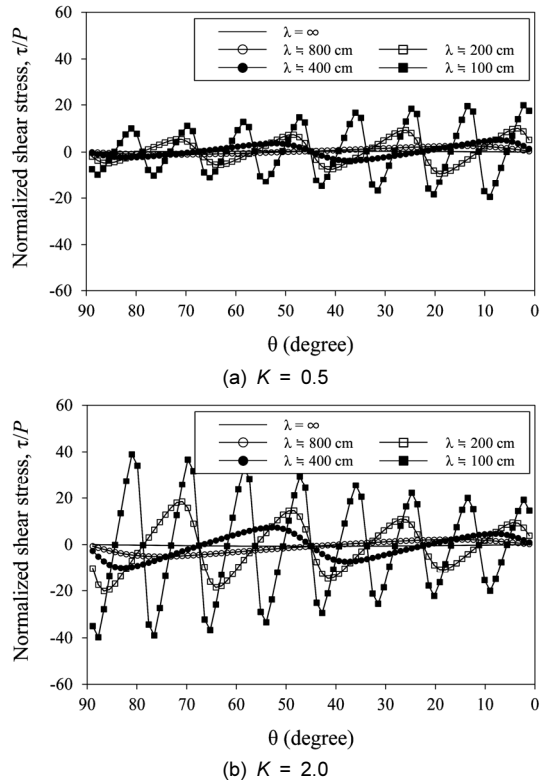 60
λ = ∞
λ ≒ 800 cm
λ ≒ 200 cm
λ ≒ 400 cm
λ ≒ 100 cm
40
20
0
-20
-40
-60
Normalized shear stress, τ/P
90 80 70 60 50 40 30 20 10 0
θ (degree)
(a) K = 0.5
60
λ = ∞
λ ≒ 800 cm
λ ≒ 200 cm
λ ≒ 400 cm
λ ≒ 100 cm
40
20
0
-20
-40
-60
Normalized shear stress, τ/P
90 80 70 60 50 40 30 20 10 0
θ (degree)
(b) K = 2.0